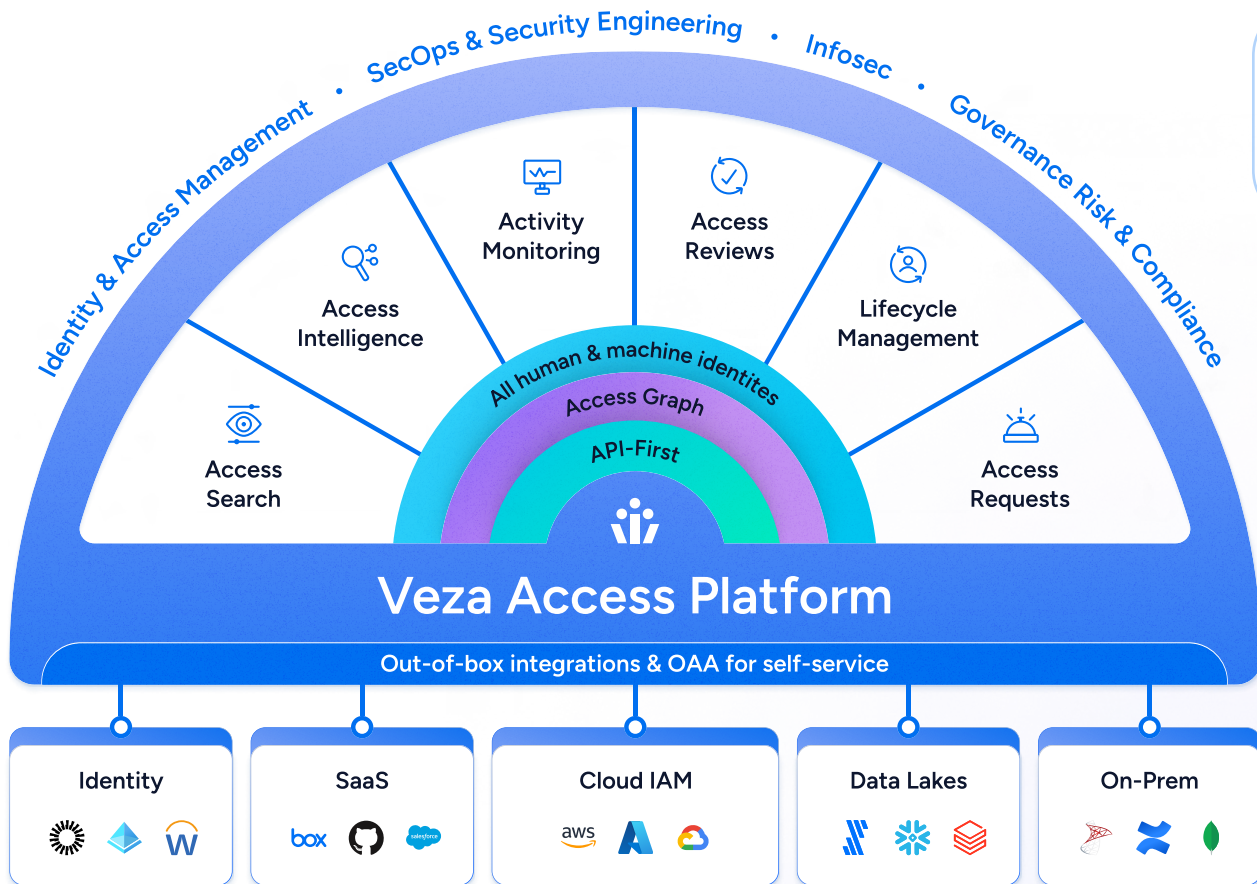 Identity & Access Management • SecOps & Security Engineering • Infosec • Governance Risk & Compliance
Activity
Monitoring
Access
Reviews
Access
Intelligence
Lifecycle
Management
Access
Search
Access
Requests
All human & machine identites
Access Graph
API-First
Veza Access Platform
Out-of-box integrations & OAA for self-service
Identity
SaaS
Cloud IAM
Data Lakes
On-Prem
W
box
salesforce
aws